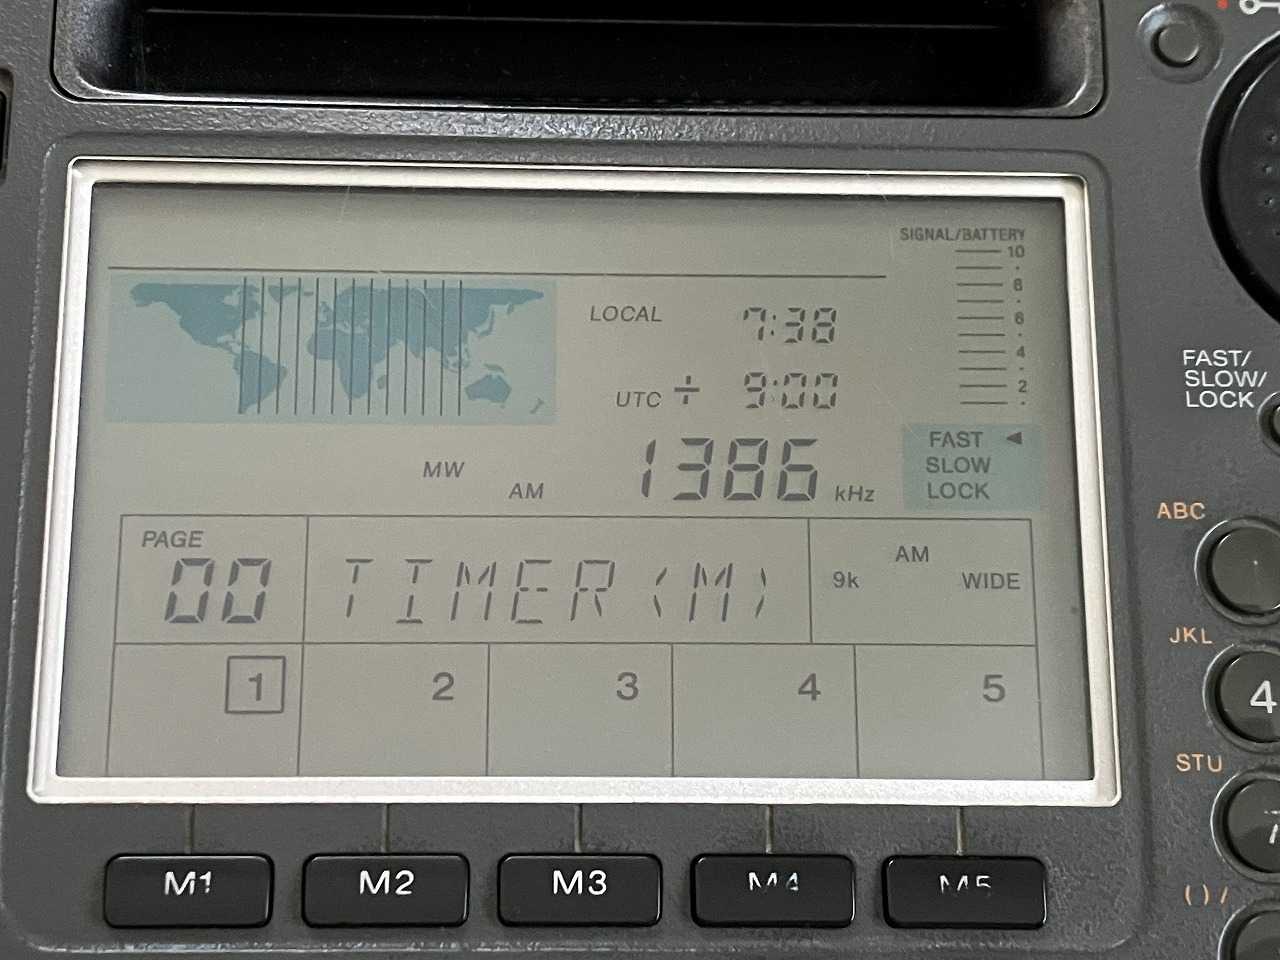 SIGNAL/BATTERY
10
8
6
4
2
LOCAL 7:38
UTC ÷ 9:00
FAST/
SLOW/
LOCK
MW
AM
1386 kHz
FAST ◄
SLOW
LOCK
PAGE
00
TIMER(M)
AM
9k WIDE
1 2 3 4 5
ABC
JKL
4
STU
7
( ) /
M1 M2 M3 M4 M5